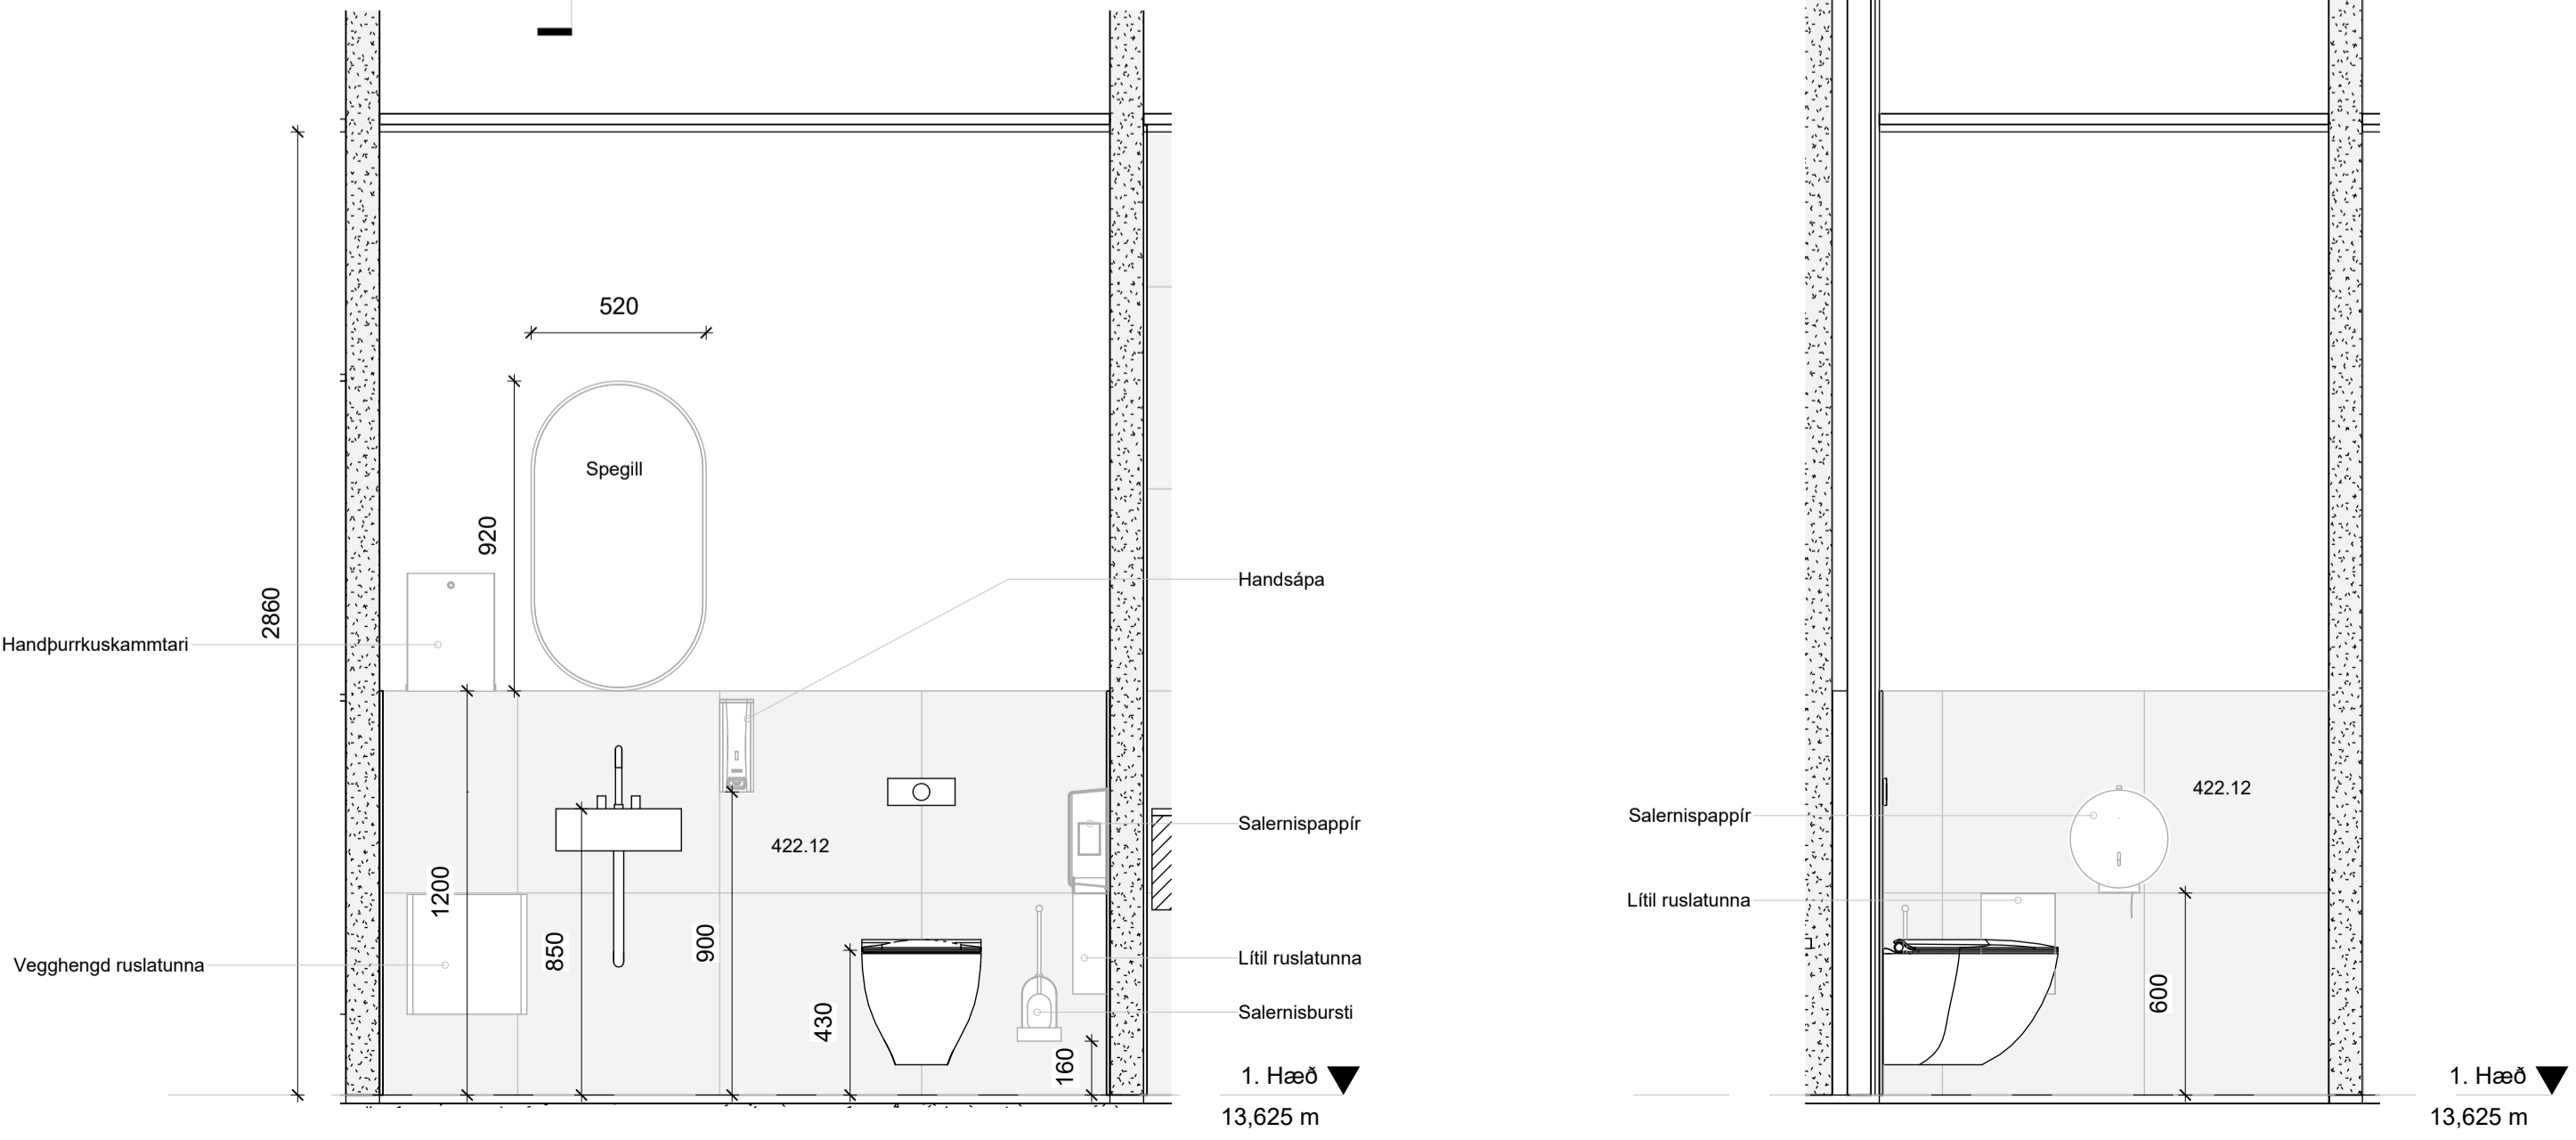 520
Spegill
920
2860
Handsápa
Handþurrkuskammtari
422.12
Salernispappír
Salernispappír
422.12
1200
850
900
Lítil ruslatunna
Vegghengd ruslatunna
Lítil ruslatunna
430
Salernisbursti
600
160
1. Hæð
13,625 m
1. Hæð
13,625 m